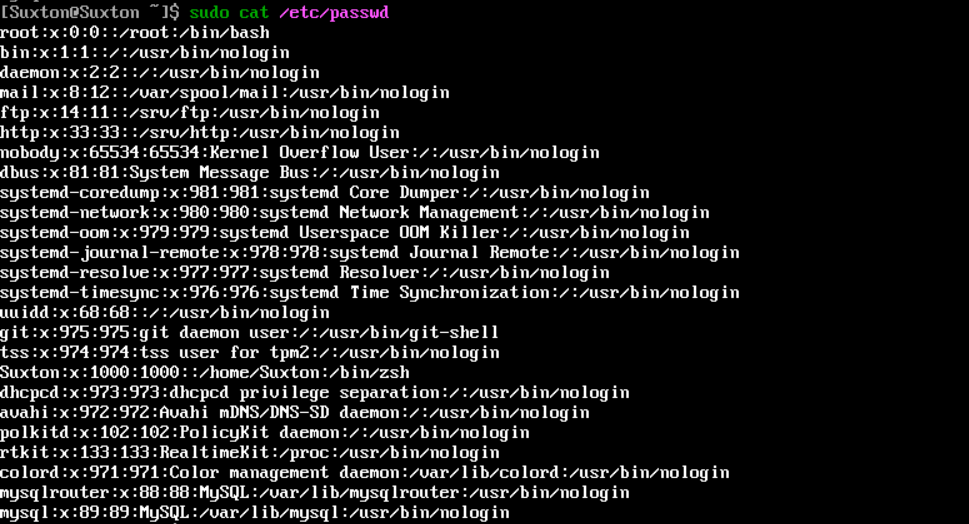 [Suxton@Suxton ~]$ sudo cat /etc/passwd
root:x:0:0::/root:/bin/bash
bin:x:1:1::/:/usr/bin/nologin
daemon:x:2:2::/:/usr/bin/nologin
mail:x:8:12::/var/spool/mail:/usr/bin/nologin
ftp:x:14:11::/srv/ftp:/usr/bin/nologin
http:x:33:33::/srv/http:/usr/bin/nologin
nobody:x:65534:65534:Kernel Overflow User:/:/usr/bin/nologin
dbus:x:81:81:System Message Bus:/:/usr/bin/nologin
systemd-coredump:x:981:981:systemd Core Dumper:/:/usr/bin/nologin
systemd-network:x:980:980:systemd Network Management:/:/usr/bin/nologin
systemd-oom:x:979:979:systemd Userspace OOM Killer:/:/usr/bin/nologin
systemd-journal-remote:x:978:978:systemd Journal Remote:/:/usr/bin/nologin
systemd-resolve:x:977:977:systemd Resolver:/:/usr/bin/nologin
systemd-timesync:x:976:976:systemd Time Synchronization:/:/usr/bin/nologin
uuidd:x:68:68::/:/usr/bin/nologin
git:x:975:975:git daemon user:/:/usr/bin/git-shell
tss:x:974:974:tss user for tpm2:/:/usr/bin/nologin
Suxton:x:1000:1000::/home/Suxton:/bin/zsh
dhcpcd:x:973:973:dhcpcd privilege separation:/:/usr/bin/nologin
avahi:x:972:972:Avahi mDNS/DNS-SD daemon:/:/usr/bin/nologin
polkitd:x:102:102:PolicyKit daemon:/:/usr/bin/nologin
rtkit:x:133:133:RealtimeKit:/proc:/usr/bin/nologin
colord:x:971:971:Color management daemon:/var/lib/colord:/usr/bin/nologin
mysqlrouter:x:88:88:MySQL:/var/lib/mysqlrouter:/usr/bin/nologin
mysql:x:89:89:MySQL:/var/lib/mysql:/usr/bin/nologin